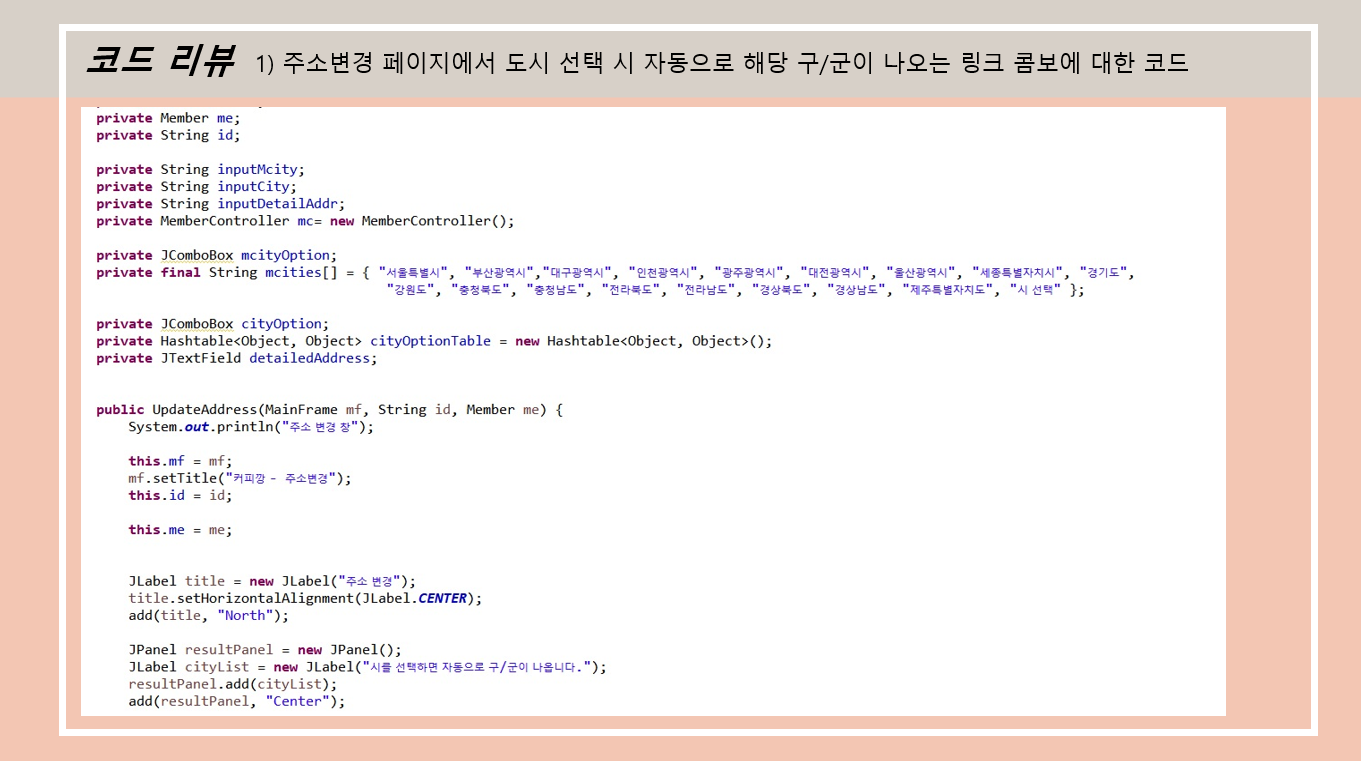 코드 리뷰 1) 주소변경 페이지에서 도시 선택 시 자동으로 해당 구/군이 나오는 링크 콤보에 대한 코드
private Member me;
private String id;
private String inputMcity;
private String inputCity;
private String inputDetailAddr;
private MemberController mc= new MemberController();
private JComboBox mcityOption;
private final String mcities[] = { "서울특별시", "부산광역시","대구광역시", "인천광역시", "광주광역시", "대전광역시", "울산광역시", "세종특별자치시", "경기도",
"강원도", "충청북도", "충청남도", "전라북도", "전라남도", "경상북도", "경상남도", "제주특별자치도", "시 선택" };
private JComboBox cityOption;
private Hashtable<Object, Object> cityOptionTable = new Hashtable<Object, Object>();
private JTextField detailedAddress;
public UpdateAddress(MainFrame mf, String id, Member me) {
System.out.println("주소 변경 창");
this.mf = mf;
mf.setTitle("커피깡 - 주소변경");
this.id = id;
this.me = me;
JLabel title = new JLabel("주소 변경");
title.setHorizontalAlignment(JLabel.CENTER);
add(title, "North");
JPanel resultPanel = new JPanel();
JLabel cityList = new JLabel("시를 선택하면 자동으로 구/군이 나옵니다.");
resultPanel.add(cityList);
add(resultPanel, "Center");